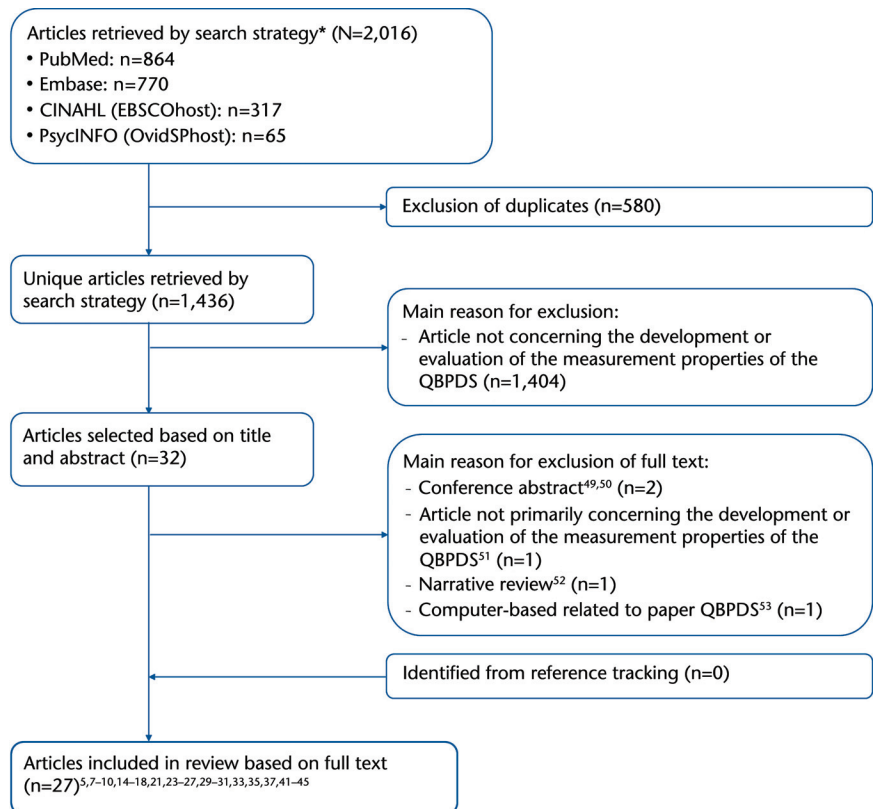 Articles retrieved by search strategy* (N=2,016)
• PubMed: n=864
• Embase: n=770
• CINAHL (EBSCOhost): n=317
• PsycINFO (OvidSPhost): n=65
Exclusion of duplicates (n=580)
Unique articles retrieved by
search strategy (n=1,436)
Main reason for exclusion:
- Article not concerning the development or
evaluation of the measurement properties of the
QBPDS (n=1,404)
Articles selected based on title
and abstract (n=32)
Main reason for exclusion of full text:
- Conference abstract49,50 (n=2)
- Article not primarily concerning the development or
evaluation of the measurement properties of the
QBPDS51 (n=1)
- Narrative review52 (n=1)
- Computer-based related to paper QBPDS53 (n=1)
Identified from reference tracking (n=0)
Articles included in review based on full text
(n=27)5,7–10,14–18,21,23–27,29–31,33,35,37,41–45